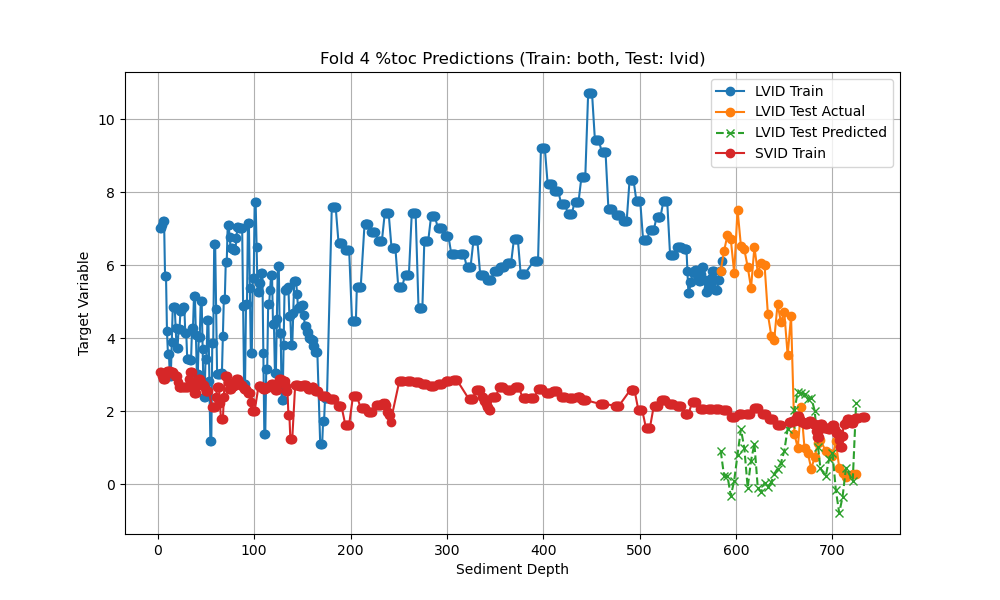 Fold 4 %toc Predictions (Train: both, Test: lvid)
LVID Train
LVID Test Actual
LVID Test Predicted
SVID Train
Target Variable
10
8
6
4
2
0
0 100 200 300 400 500 600 700
Sediment Depth